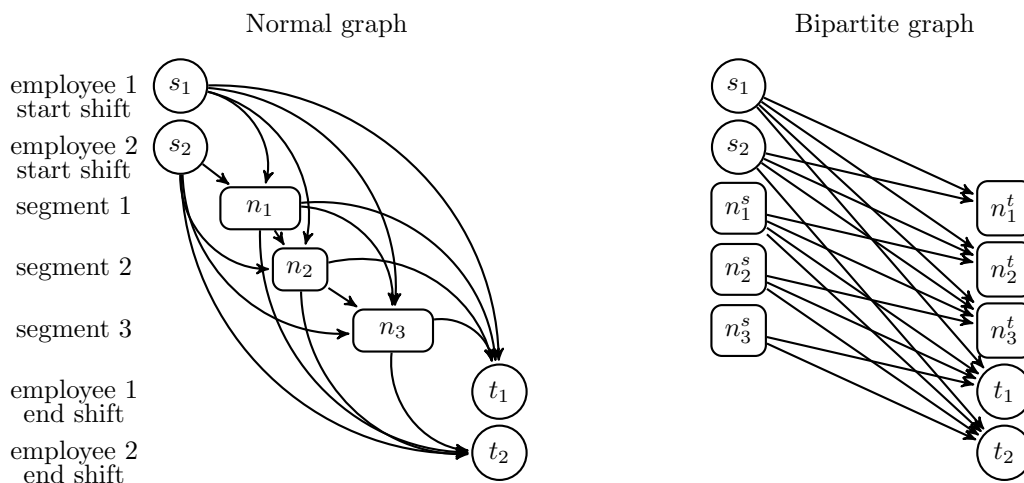 Normal graph
Bipartite graph
employee 1
start shift
s₁
s₁
employee 2
start shift
s₂
s₂
segment 1
n₁
n₁ˢ
n₁ᵗ
segment 2
n₂
n₂ˢ
n₂ᵗ
segment 3
n₃
n₃ˢ
n₃ᵗ
employee 1
end shift
t₁
t₁
employee 2
end shift
t₂
t₂